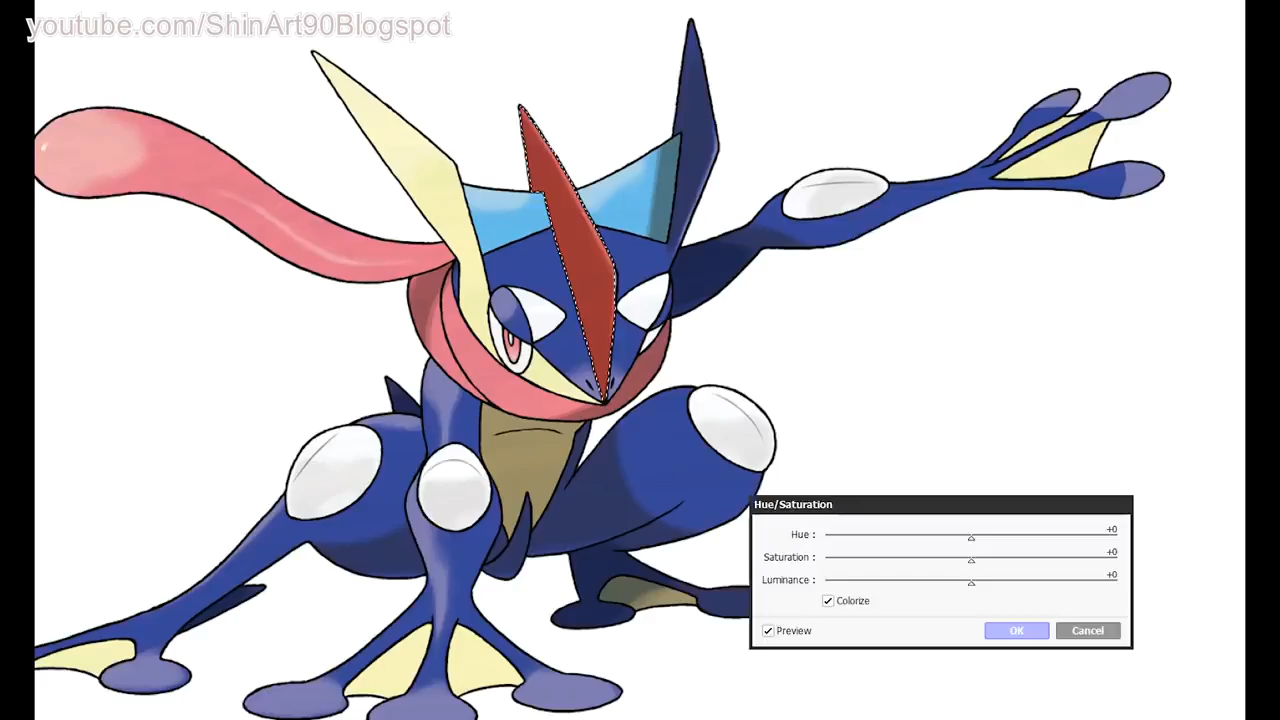 youtube.com/ShinArt90Blogspot
Hue/Saturation
Hue : +0
Saturation : +0
Luminance : +0
Colorize
Preview OK Cancel